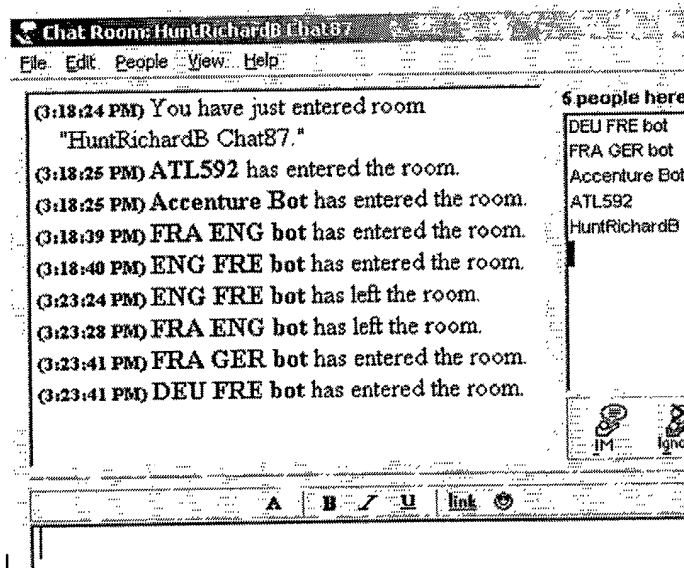 Chat Room: HuntRichardB Chat87
File Edit People View Help
(3:18:24 PM) You have just entered room
"HuntRichardB Chat87."
(3:18:25 PM) ATL592 has entered the room.
(3:18:25 PM) Accenture Bot has entered the room.
(3:18:39 PM) FRA ENG bot has entered the room.
(3:18:40 PM) ENG FRE bot has entered the room.
(3:23:24 PM) ENG FRE bot has left the room.
(3:23:28 PM) FRA ENG bot has left the room.
(3:23:41 PM) FRA GER bot has entered the room.
(3:23:41 PM) DEU FRE bot has entered the room.
people here
DEU FRE bot
FRA GER bot
Accenture Bot
ATL592
HuntRichardB
IM
A B I U link